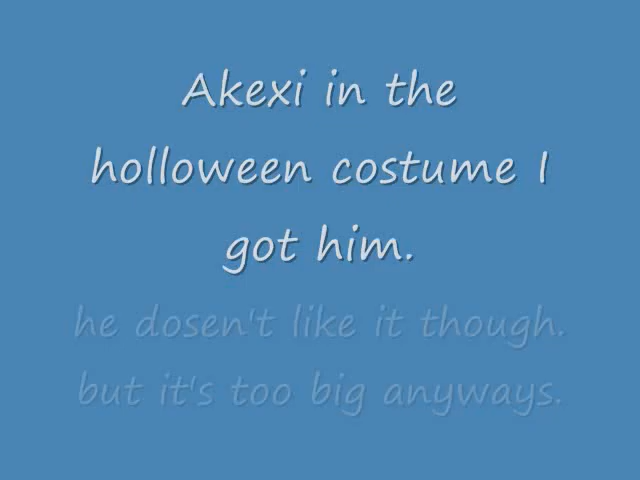 Akexi in the
holloween costume I
got him.
he dosen't like it though.
but it's too big anyways.